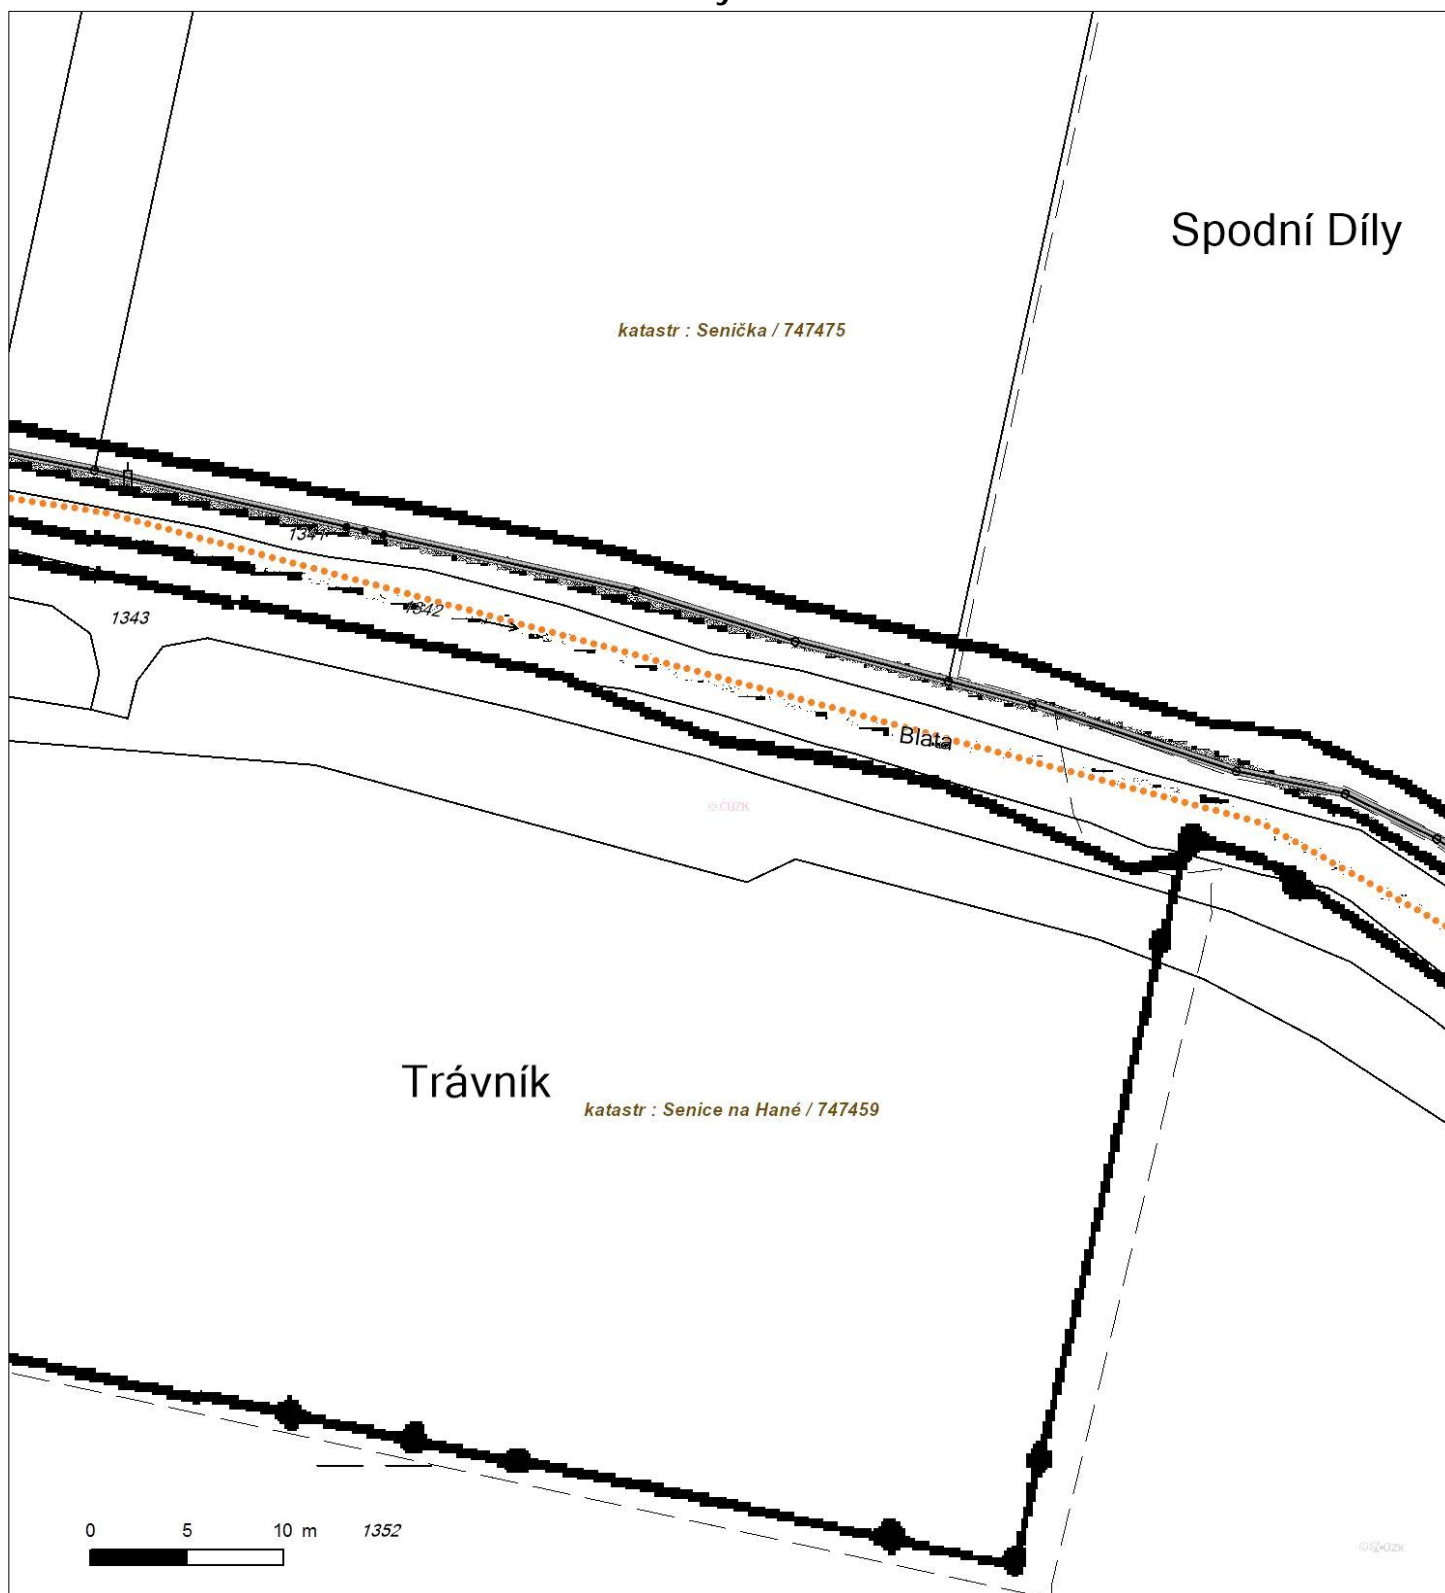 Spodní Díly
katastr : Senička / 747475
1341
1342
1343
Blata
© ČÚZK
Trávník
katastr : Senice na Hané / 747459
0 5 10 m
1352